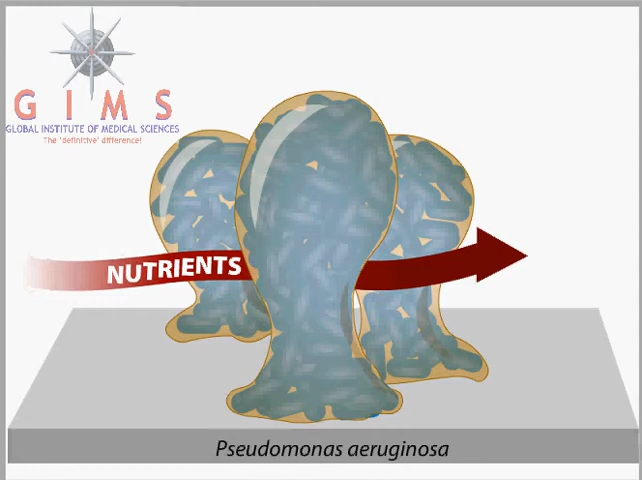 G I M S
GLOBAL INSTITUTE OF MEDICAL SCIENCES
The 'definitive' difference!
NUTRIENTS
Pseudomonas aeruginosa